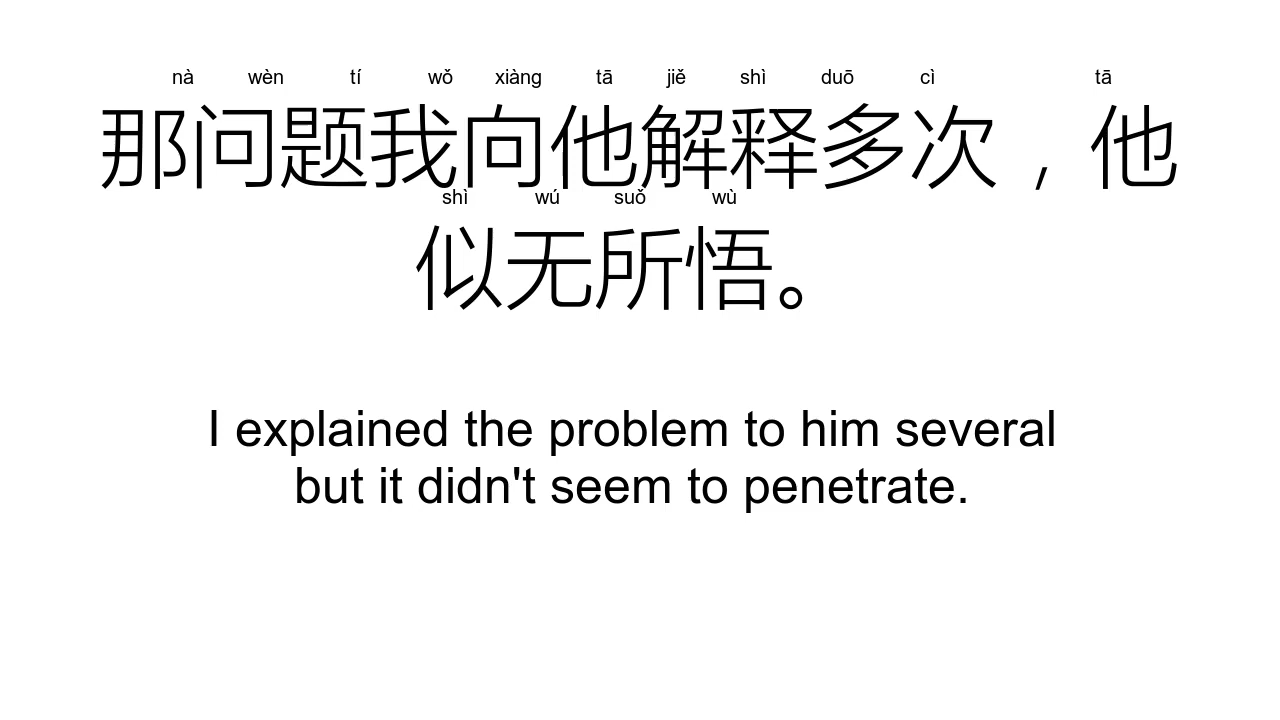 nà wèn tí wǒ xiàng tā jiě shì duō cì tā
那问题我向他解释多次，他
shì wú suǒ wù
似无所悟。
I explained the problem to him several
but it didn't seem to penetrate.